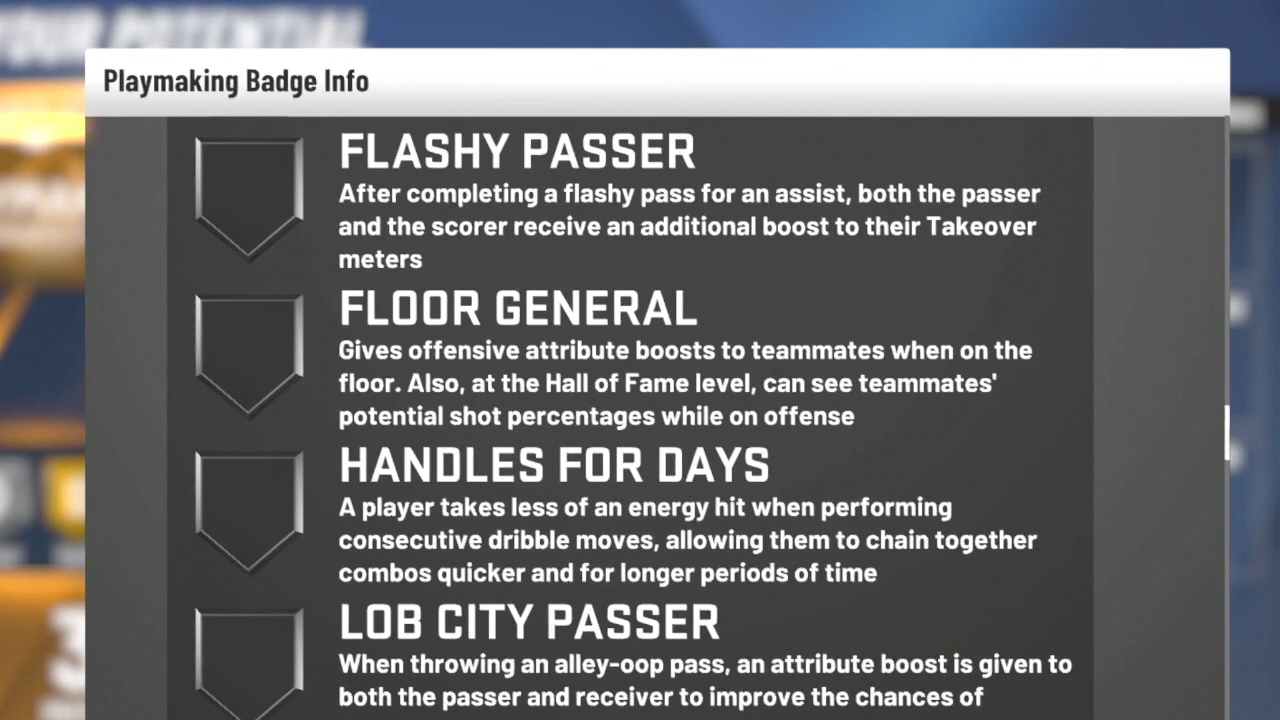 YOUR POTENTIAL
Playmaking Badge Info
FLASHY PASSER
After completing a flashy pass for an assist, both the passer
and the scorer receive an additional boost to their Takeover
meters
FLOOR GENERAL
Gives offensive attribute boosts to teammates when on the
floor. Also, at the Hall of Fame level, can see teammates'
potential shot percentages while on offense
HANDLES FOR DAYS
A player takes less of an energy hit when performing
consecutive dribble moves, allowing them to chain together
combos quicker and for longer periods of time
LOB CITY PASSER
When throwing an alley-oop pass, an attribute boost is given to
both the passer and receiver to improve the chances of